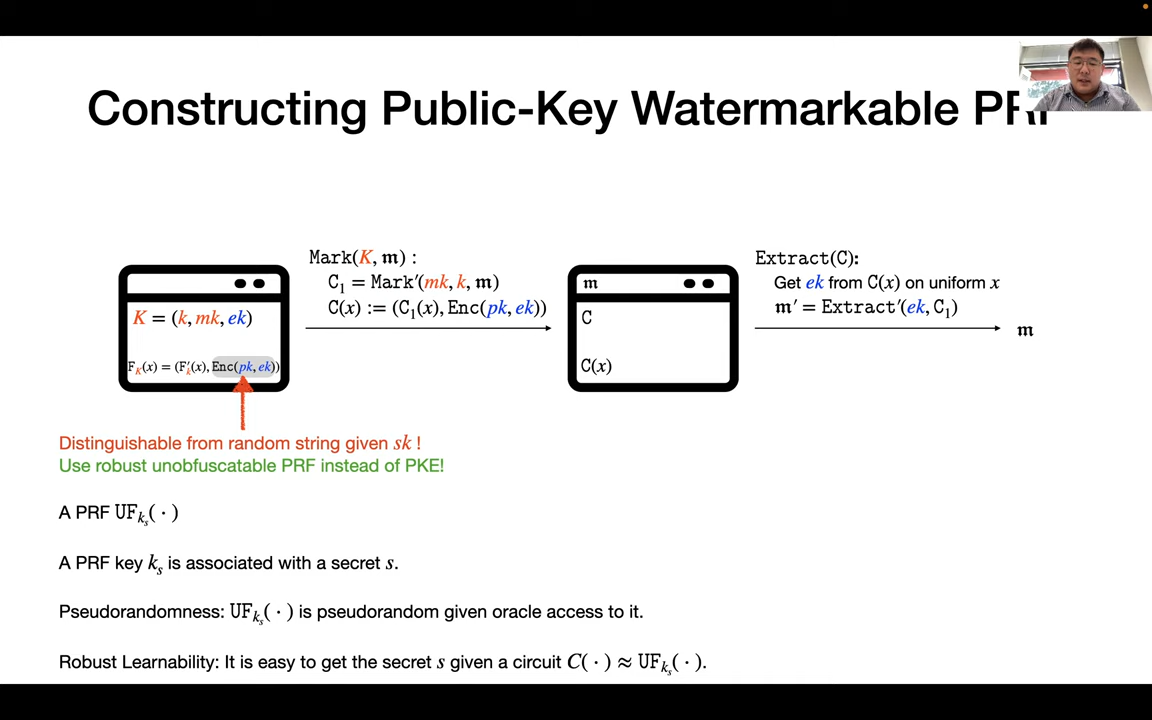 Constructing Public-Key Watermarkable PRF
K = (k, mk, ek)
F_K(x) = (F'_k(x), Enc(pk, ek))
Mark(K, 𝔪) :
C₁ = Mark′(mk, k, 𝔪)
C(x) := (C₁(x), Enc(pk, ek))
𝔪
C
C(x)
Extract(C):
Get ek from C(x) on uniform x
𝔪′ = Extract′(ek, C₁)
𝔪
Distinguishable from random string given sk !
Use robust unobfuscatable PRF instead of PKE!
A PRF UF_{k_s}( · )
A PRF key k_s is associated with a secret s.
Pseudorandomness: UF_{k_s}( · ) is pseudorandom given oracle access to it.
Robust Learnability: It is easy to get the secret s given a circuit C( · ) ≈ UF_{k_s}( · ).